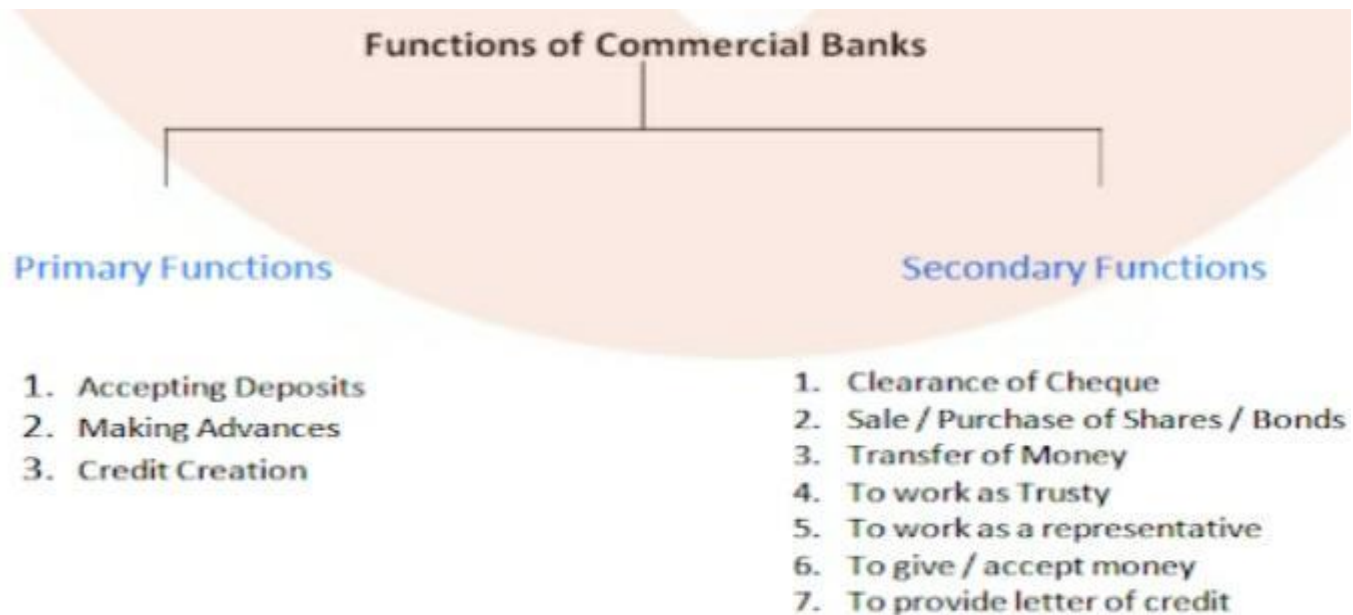 Functions of Commercial Banks
Primary Functions
1. Accepting Deposits
2. Making Advances
3. Credit Creation
Secondary Functions
1. Clearance of Cheque
2. Sale / Purchase of Shares / Bonds
3. Transfer of Money
4. To work as Trusty
5. To work as a representative
6. To give / accept money
7. To provide letter of credit